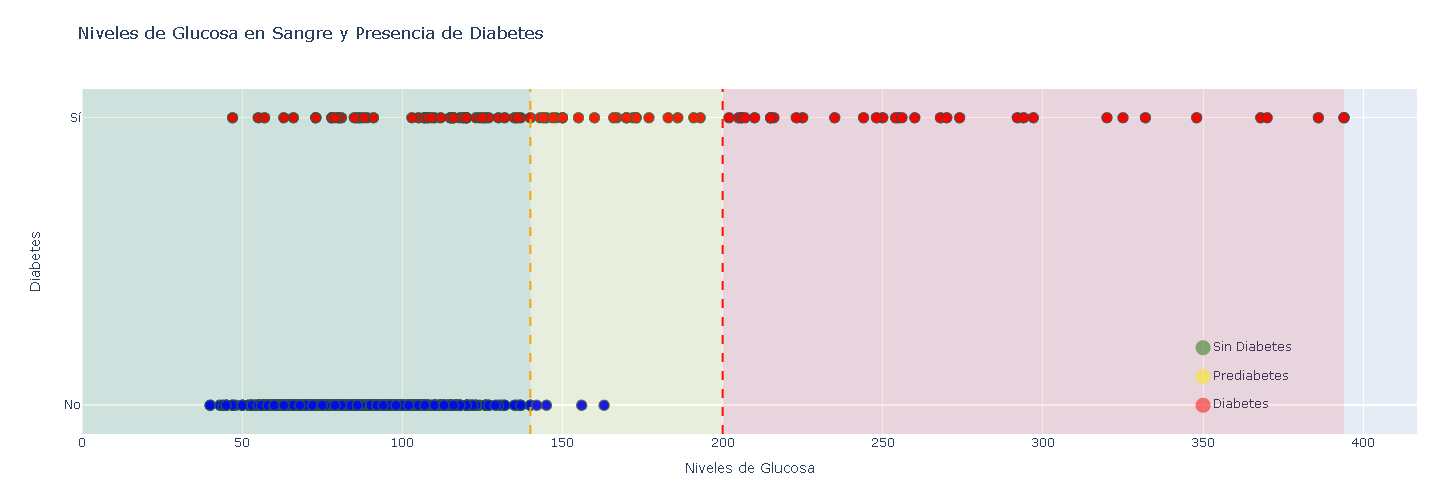 Niveles de Glucosa en Sangre y Presencia de Diabetes
Sí
Diabetes
No
Sin Diabetes
Prediabetes
Diabetes
0 50 100 150 200 250 300 350 400
Niveles de Glucosa